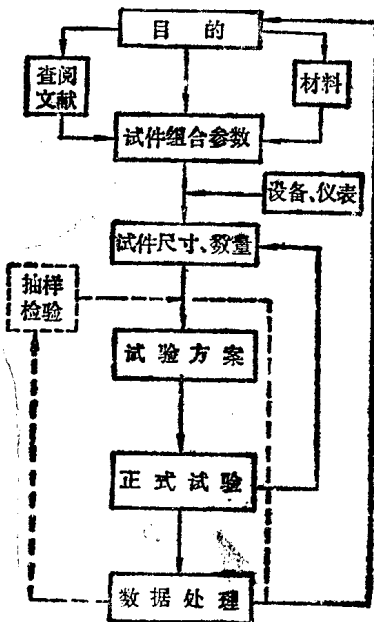 目的
查阅
文献
材料
试件组合参数
设备、仪表
试件尺寸、数量
抽样
检验
试验方案
正式试验
数据处理